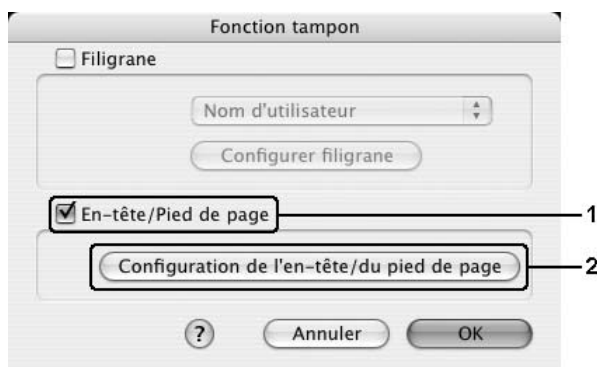 Fonction tampon
Filigrane
Nom d'utilisateur
Configurer filigrane
En-tête/Pied de page
1
Configuration de l'en-tête/du pied de page
2
? Annuler OK